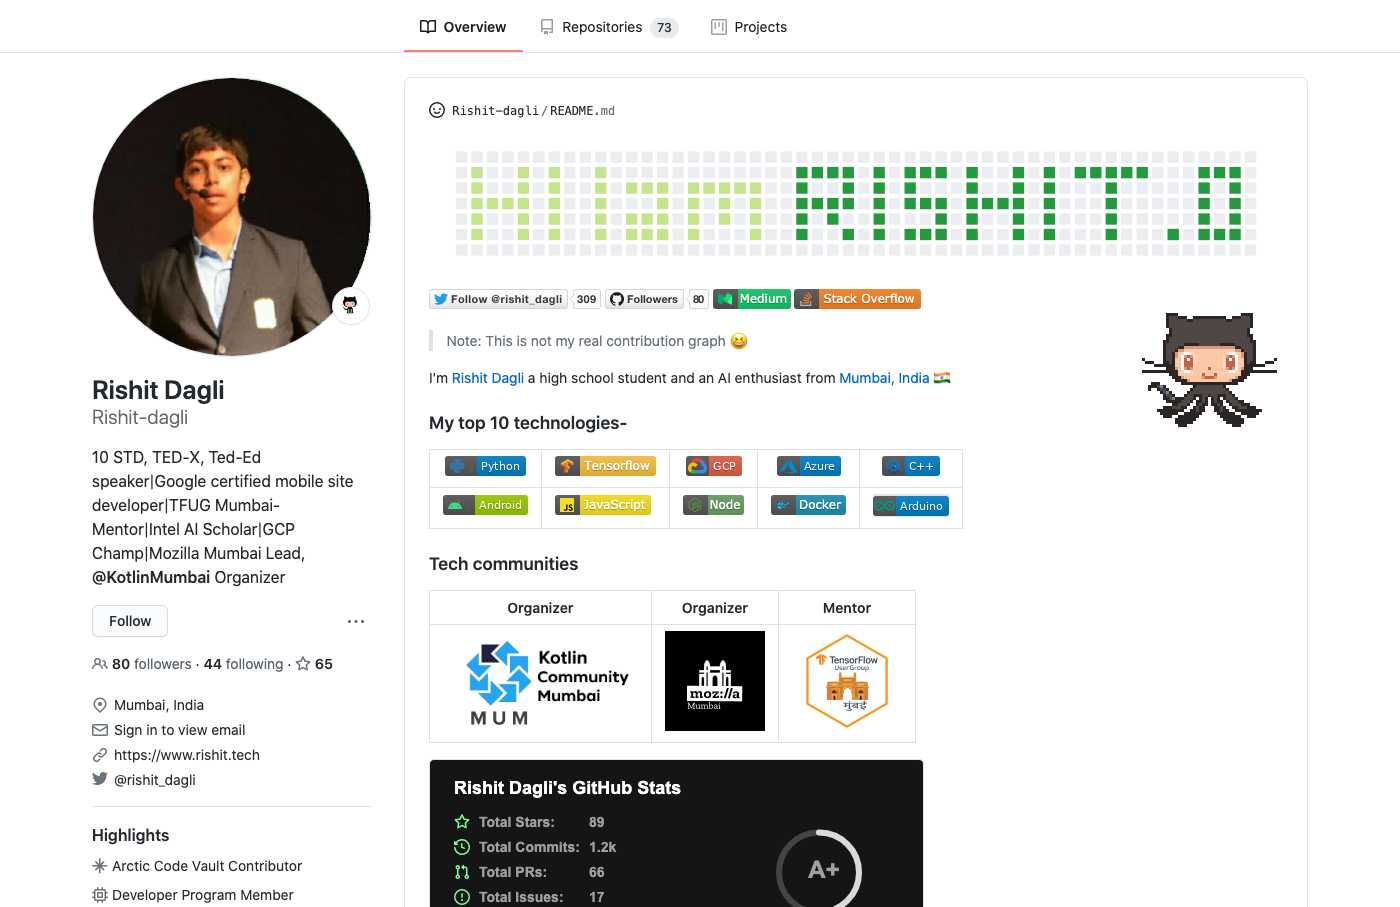 Overview
Repositories 73
Projects
Rishit-dagli/README.md
HI I am RISHIT.D
Follow @rishit_dagli 309 Followers 80 Medium Stack Overflow
Note: This is not my real contribution graph 😆
I'm Rishit Dagli a high school student and an AI enthusiast from Mumbai, India 🇮🇳
My top 10 technologies-
Python Tensorflow GCP Azure C++
Android JavaScript Node Docker Arduino
Tech communities
Organizer Organizer Mentor
Kotlin
Community
Mumbai
MUM
moz://a
Mumbai
TensorFlow
UserGroup
मुंबई
Rishit Dagli's GitHub Stats
Total Stars: 89
Total Commits: 1.2k
Total PRs: 66
Total Issues: 17
A+
Rishit Dagli
Rishit-dagli
10 STD, TED-X, Ted-Ed
speaker|Google certified mobile site
developer|TFUG Mumbai-
Mentor|Intel AI Scholar|GCP
Champ|Mozilla Mumbai Lead,
@KotlinMumbai Organizer
Follow
...
80 followers · 44 following · 65
Mumbai, India
Sign in to view email
https://www.rishit.tech
@rishit_dagli
Highlights
Arctic Code Vault Contributor
Developer Program Member